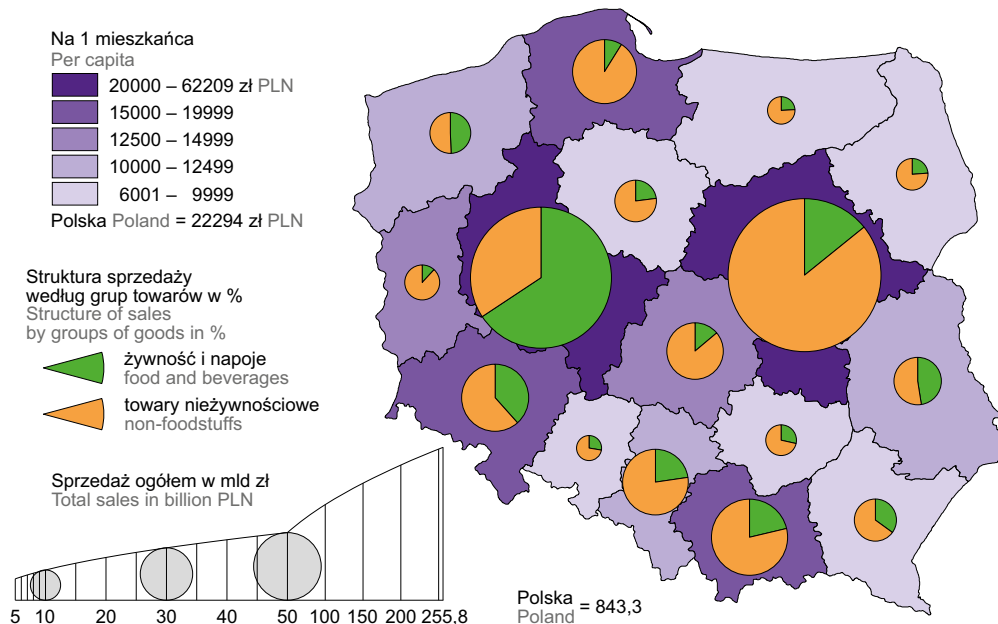 Na 1 mieszkańca
Per capita
20000 – 62209 zł PLN
15000 – 19999
12500 – 14999
10000 – 12499
6001 – 9999
Polska Poland = 22294 zł PLN
Struktura sprzedaży
według grup towarów w %
Structure of sales
by groups of goods in %
żywność i napoje
food and beverages
towary nieżywnościowe
non-foodstuffs
Sprzedaż ogółem w mld zł
Total sales in billion PLN
5 10 20 30 40 50 100 150 200 255,8
Polska
Poland = 843,3